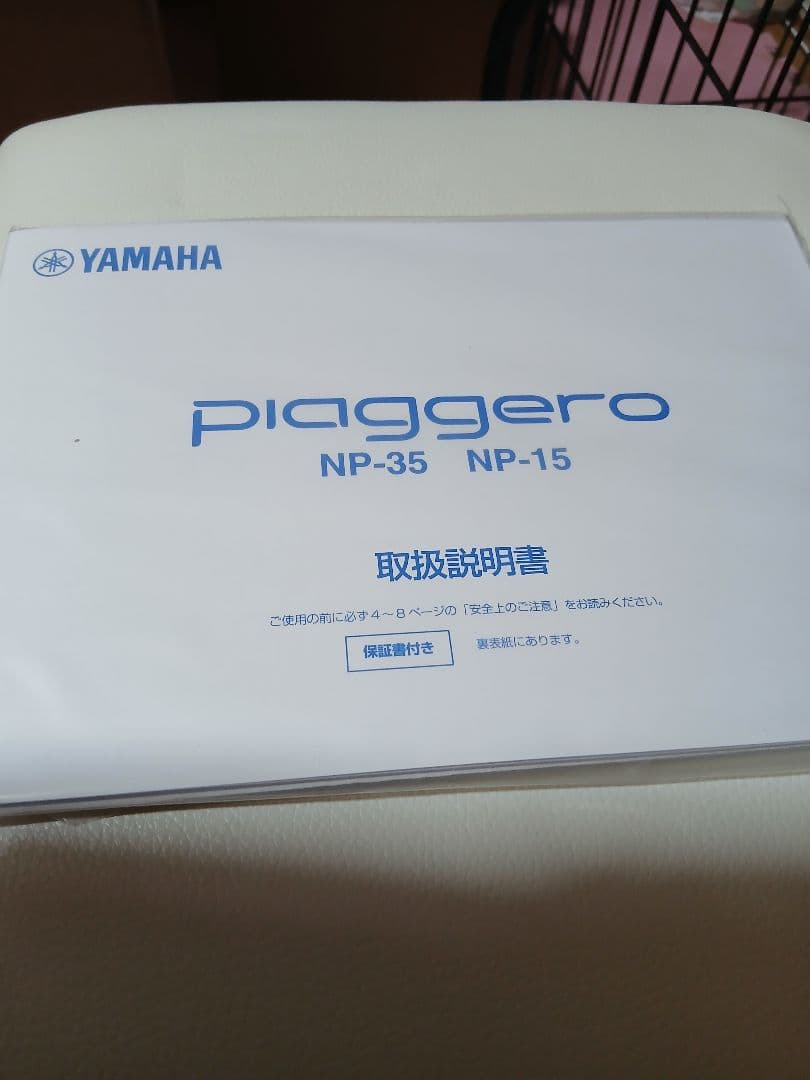 YAMAHA
piaggero
NP-35 NP-15
取扱説明書
ご使用の前に必ず4～8ページの「安全上のご注意」をお読みください。
保証書付き 裏表紙にあります。